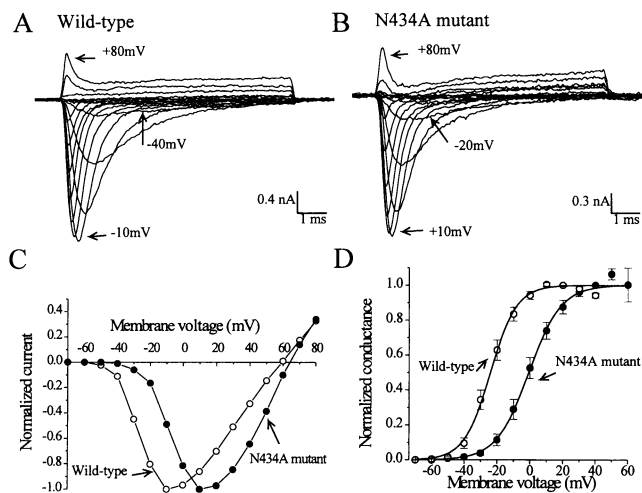 A Wild-type
+80mV
-40mV
-10mV
0.4 nA
1 ms
B N434A mutant
+80mV
-20mV
+10mV
0.3 nA
1 ms
C
Normalized current
Membrane voltage (mV)
0.4
0.2
0.0
-0.2
-0.4
-0.6
-0.8
-1.0
-60 -40 -20 0 20 40 60 80
Wild-type
N434A mutant
D
Normalized conductance
1.0
0.8
0.6
0.4
0.2
0.0
Wild-type
N434A mutant
-60 -40 -20 0 20 40 60
Membrane voltage (mV)